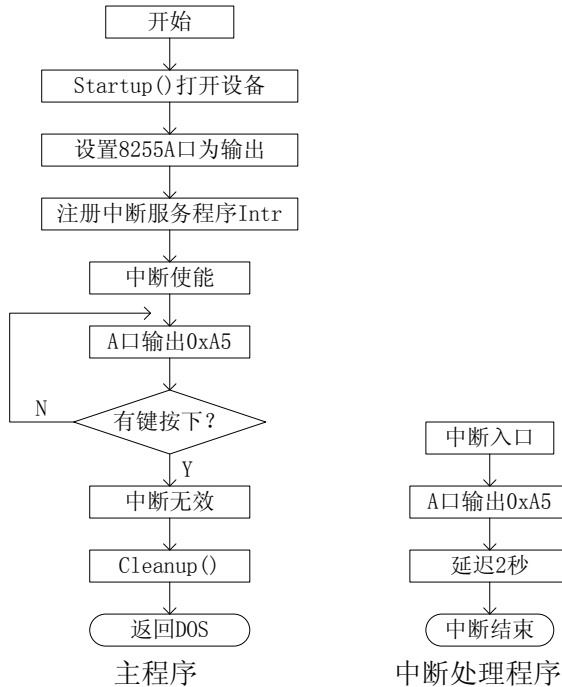 开始
Startup()打开设备
设置8255A口为输出
注册中断服务程序Intr
中断使能
A口输出0xA5
N
有键按下?
Y
中断无效
Cleanup()
返回DOS
主程序
中断入口
A口输出0xA5
延迟2秒
中断结束
中断处理程序